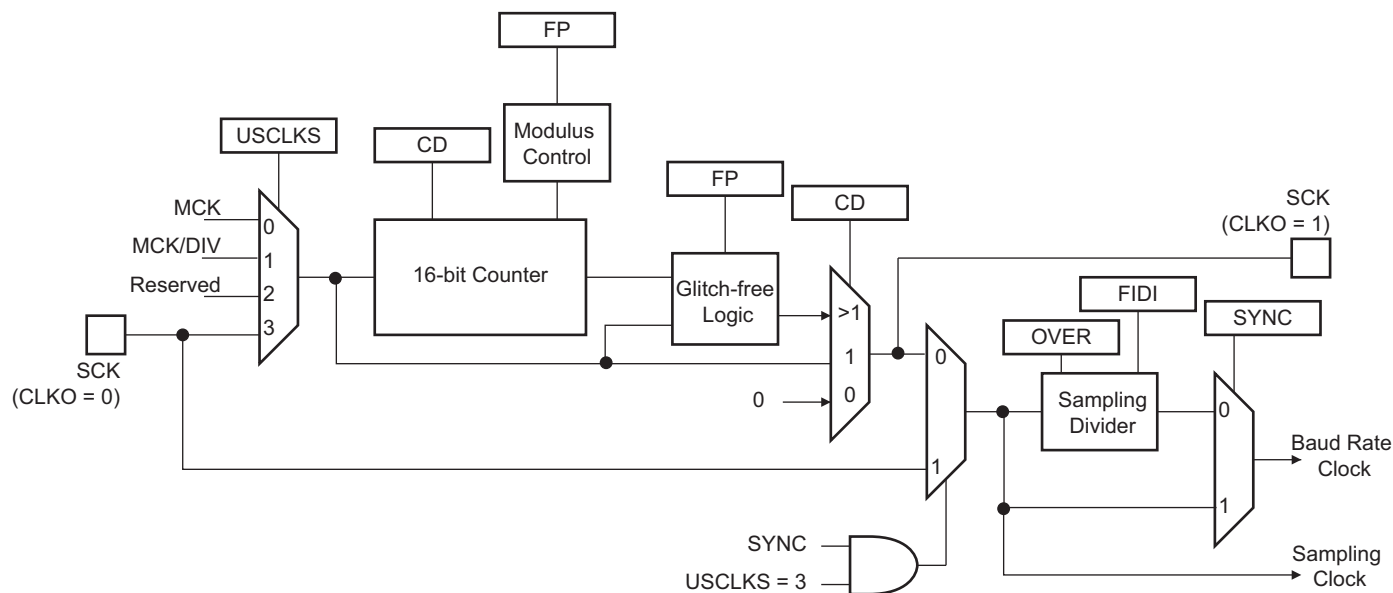 FP
Modulus
Control
USCLKS
CD
FP
CD
SCK
(CLKO = 1)
MCK
0
MCK/DIV
1
16-bit Counter
Reserved
2
Glitch-free
Logic
>1
FIDI
3
OVER
SYNC
SCK
(CLKO = 0)
1
0
0
0
Sampling
Divider
0
Baud Rate
Clock
1
1
SYNC
USCLKS = 3
Sampling
Clock